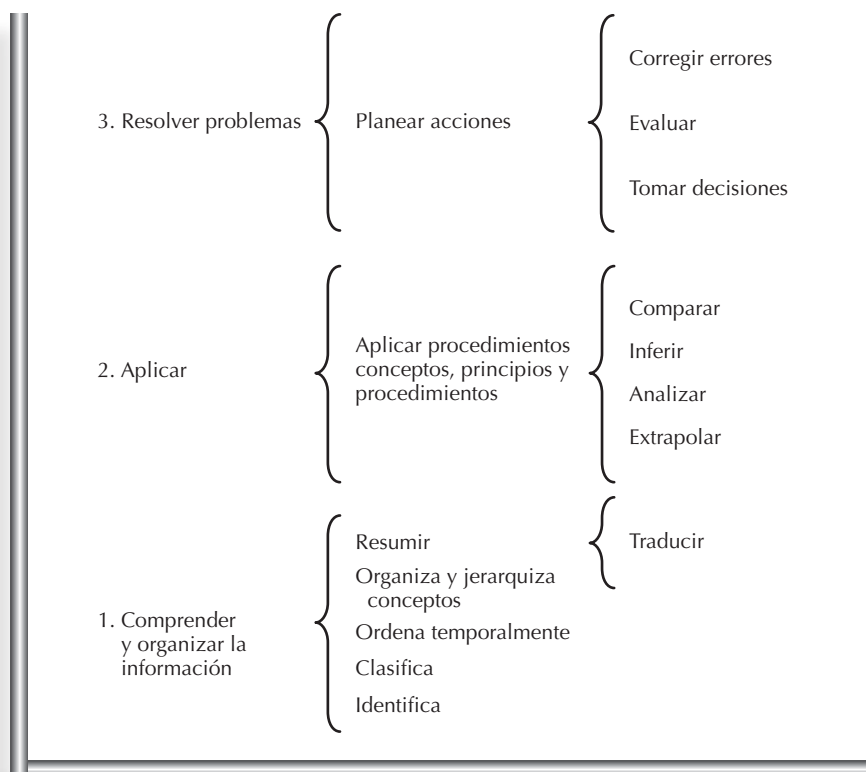 3. Resolver problemas
Planear acciones
Corregir errores
Evaluar
Tomar decisiones
2. Aplicar
Aplicar procedimientos
conceptos, principios y
procedimientos
Comparar
Inferir
Analizar
Extrapolar
1. Comprender
y organizar la
información
Resumir
Organiza y jerarquiza
conceptos
Ordena temporalmente
Clasifica
Identifica
Traducir